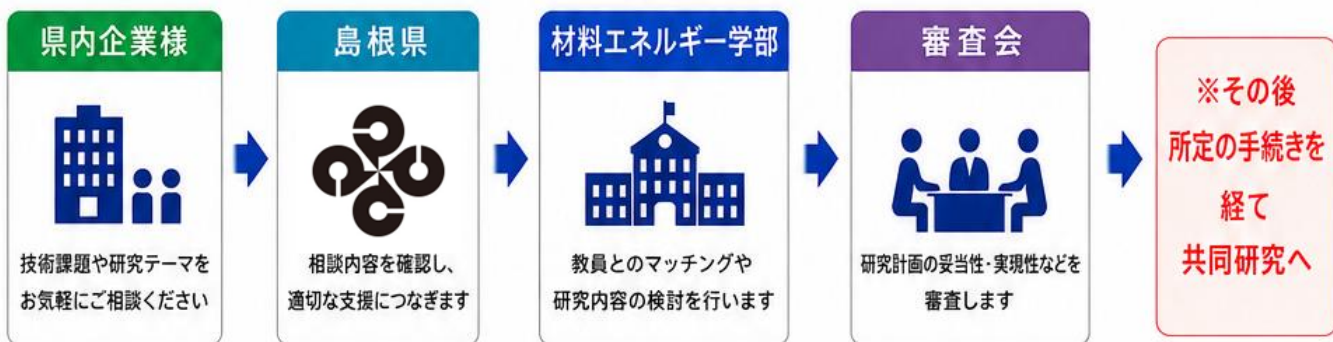 県内企業様
技術課題や研究テーマを
お気軽にご相談ください
島根県
相談内容を確認し、
適切な支援につなぎます
材料エネルギー学部
教員とのマッチングや
研究内容の検討を行います
審査会
研究計画の妥当性・実現性などを
審査します
※その後
所定の手続きを
経て
共同研究へ